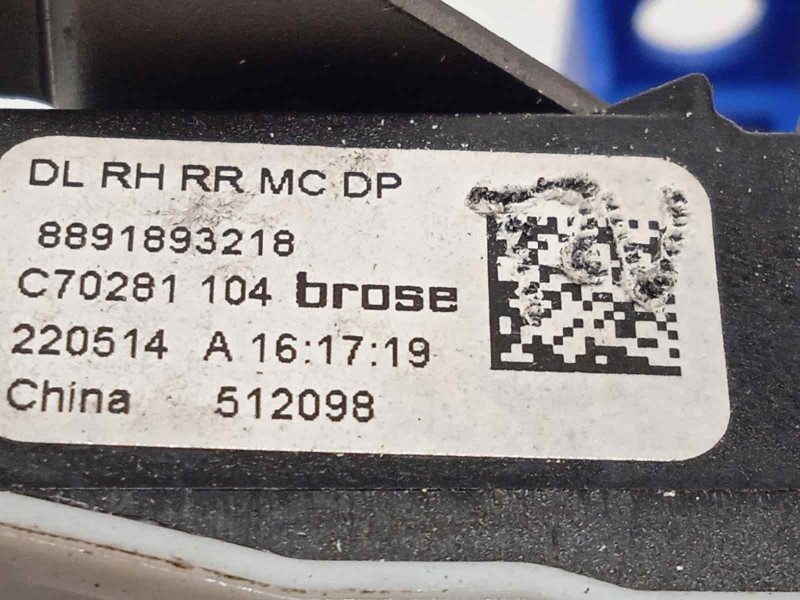 DL RH RR MC DP
8891893218
C70281 104 brose
220514 A 16:17:19
China 512098